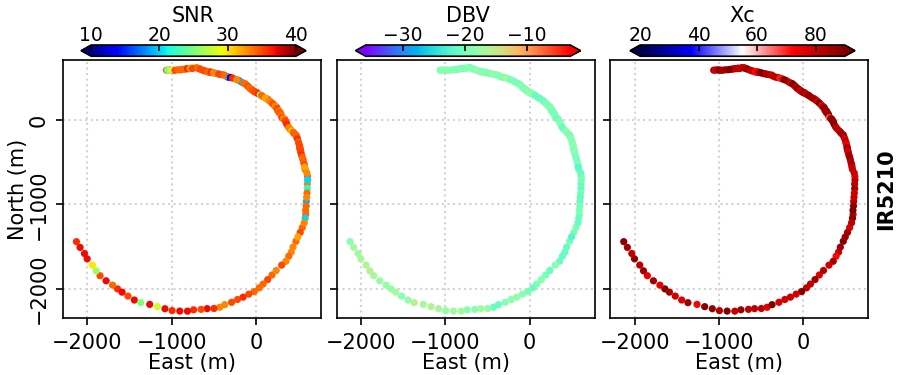 SNR DBV Xc
10 20 30 40 −30 −20 −10 20 40 60 80
North (m)
0
−1000
−2000
IR5210
−2000 −1000 0 −2000 −1000 0 −2000 −1000 0
East (m) East (m) East (m)